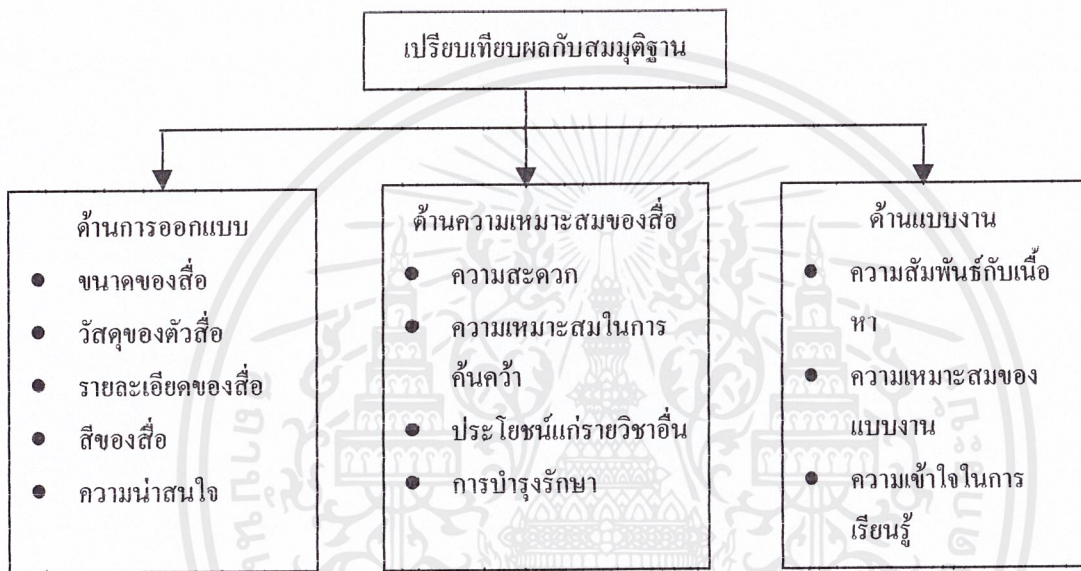 เปรียบเทียบผลกับสมมุติฐาน
ด้านการออกแบบ
● ขนาดของสื่อ
● วัสดุของตัวสื่อ
● รายละเอียดของสื่อ
● สีของสื่อ
● ความน่าสนใจ
ด้านความเหมาะสมของสื่อ
● ความสะดวก
● ความเหมาะสมในการ
ค้นคว้า
● ประโยชน์แก่รายวิชาอื่น
● การบำรุงรักษา
ด้านแบบงาน
● ความสัมพันธ์กับเนื้อ
หา
● ความเหมาะสมของ
แบบงาน
● ความเข้าใจในการ
เรียนรู้